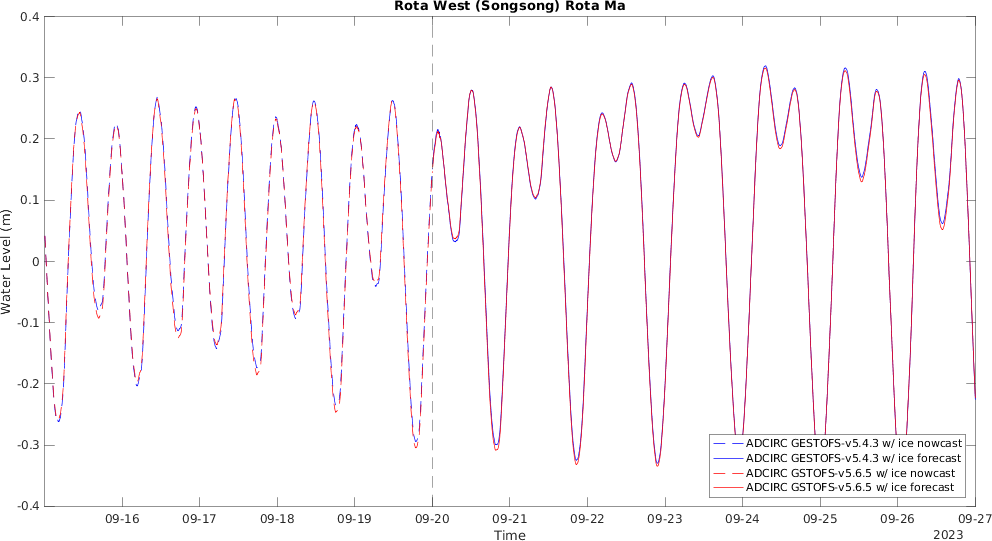 Rota West (Songsong) Rota Ma
Water Level (m)
0.4
0.3
0.2
0.1
0
-0.1
-0.2
-0.3
-0.4
ADCIRC GESTOFS-v5.4.3 w/ ice nowcast
ADCIRC GESTOFS-v5.4.3 w/ ice forecast
ADCIRC GSTOFS-v5.6.5 w/ ice nowcast
ADCIRC GSTOFS-v5.6.5 w/ ice forecast
09-16 09-17 09-18 09-19 09-20 09-21 09-22 09-23 09-24 09-25 09-26 09-27
Time
2023